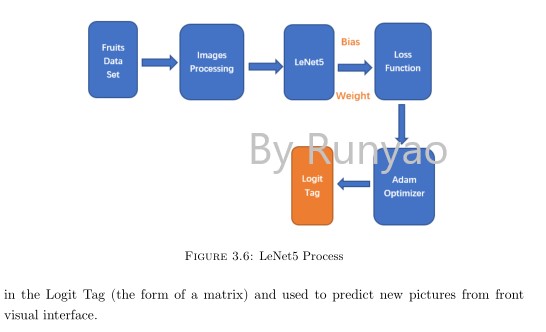 Fruits
Data
Set
Images
Processing
LeNet5
Bias
Weight
Loss
Function
By Runyao
Logit
Tag
Adam
Optimizer
FIGURE 3.6: LeNet5 Process
in the Logit Tag (the form of a matrix) and used to predict new pictures from front
visual interface.